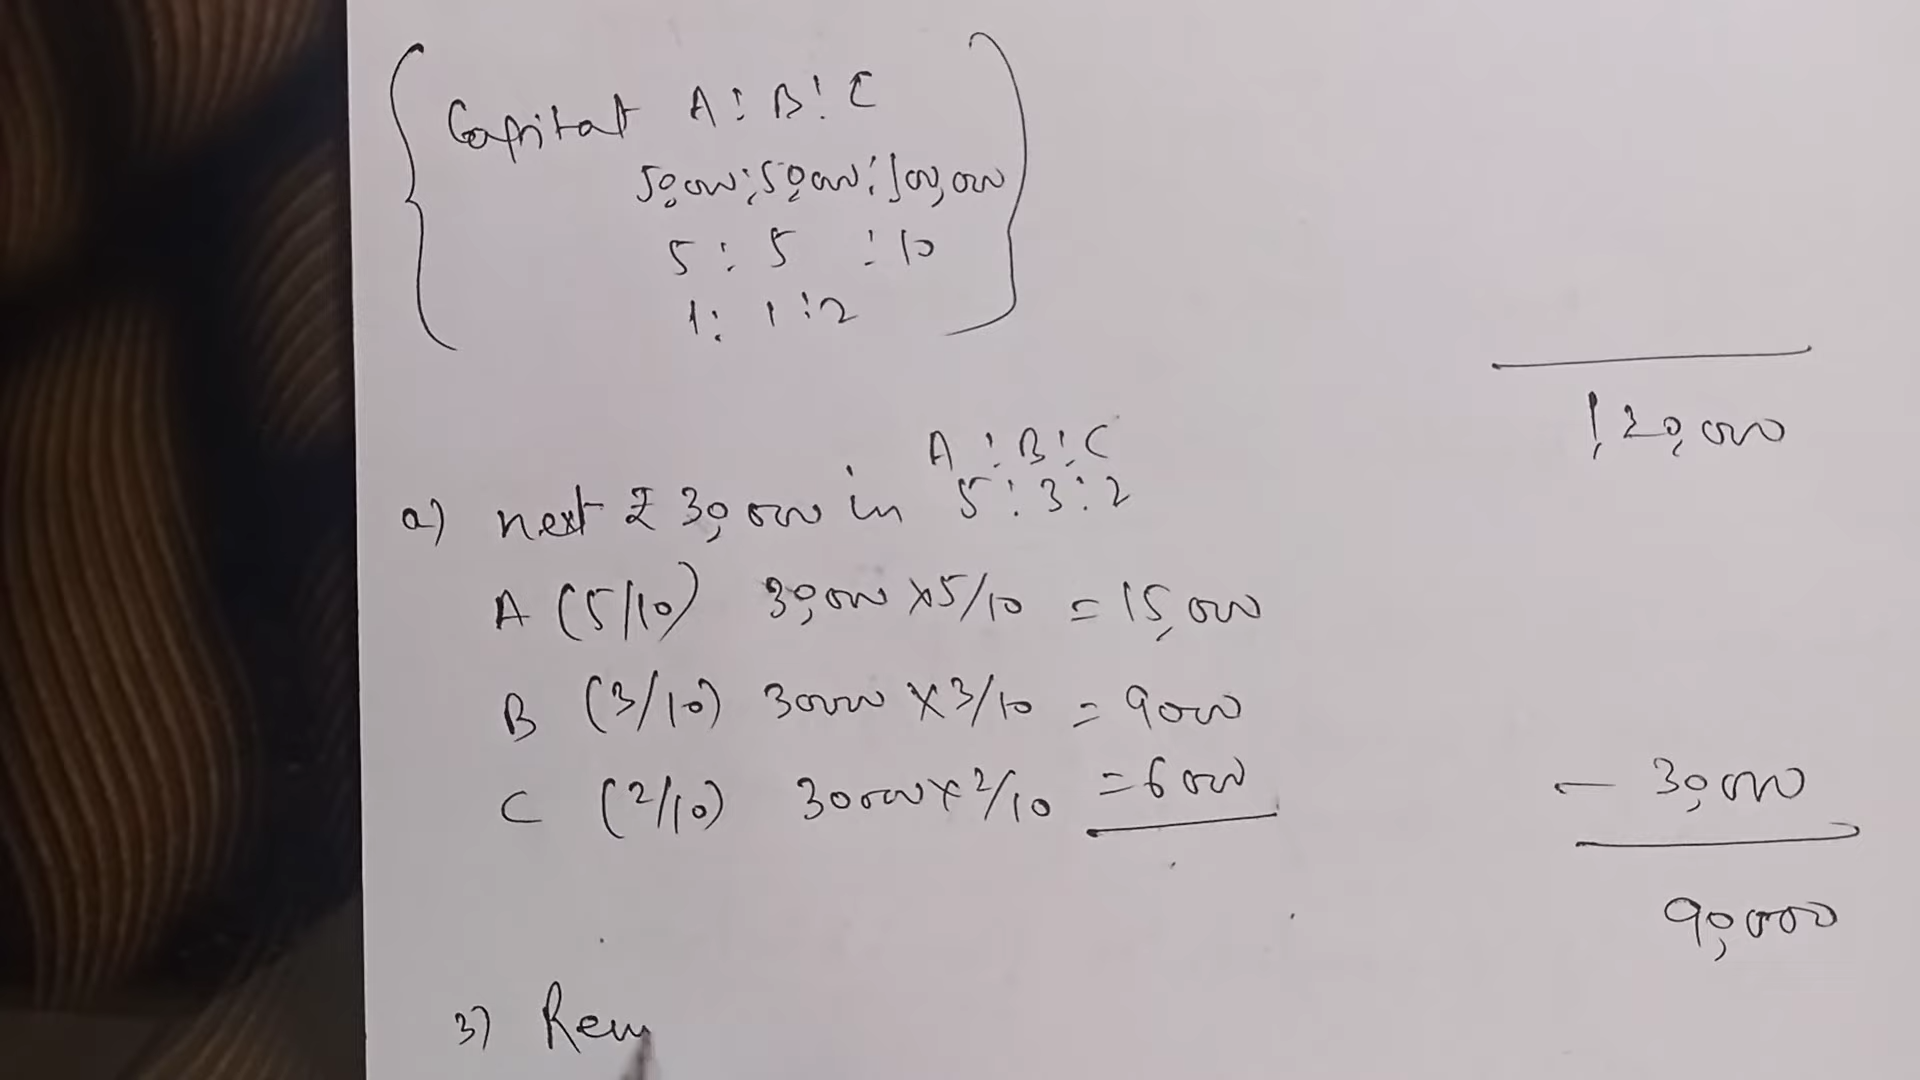 Capital A : B : C
50,000 : 50,000 : 100,000
5 : 5 : 10
1 : 1 : 2
1,20,000
A : B : C
a) next ₹ 30,000 in 5 : 3 : 2
A (5/10) 30,000 x 5/10 = 15,000
B (3/10) 30000 x 3/10 = 9000
C (2/10) 30000 x 2/10 = 6000
- 30,000
90,000
3) Rem